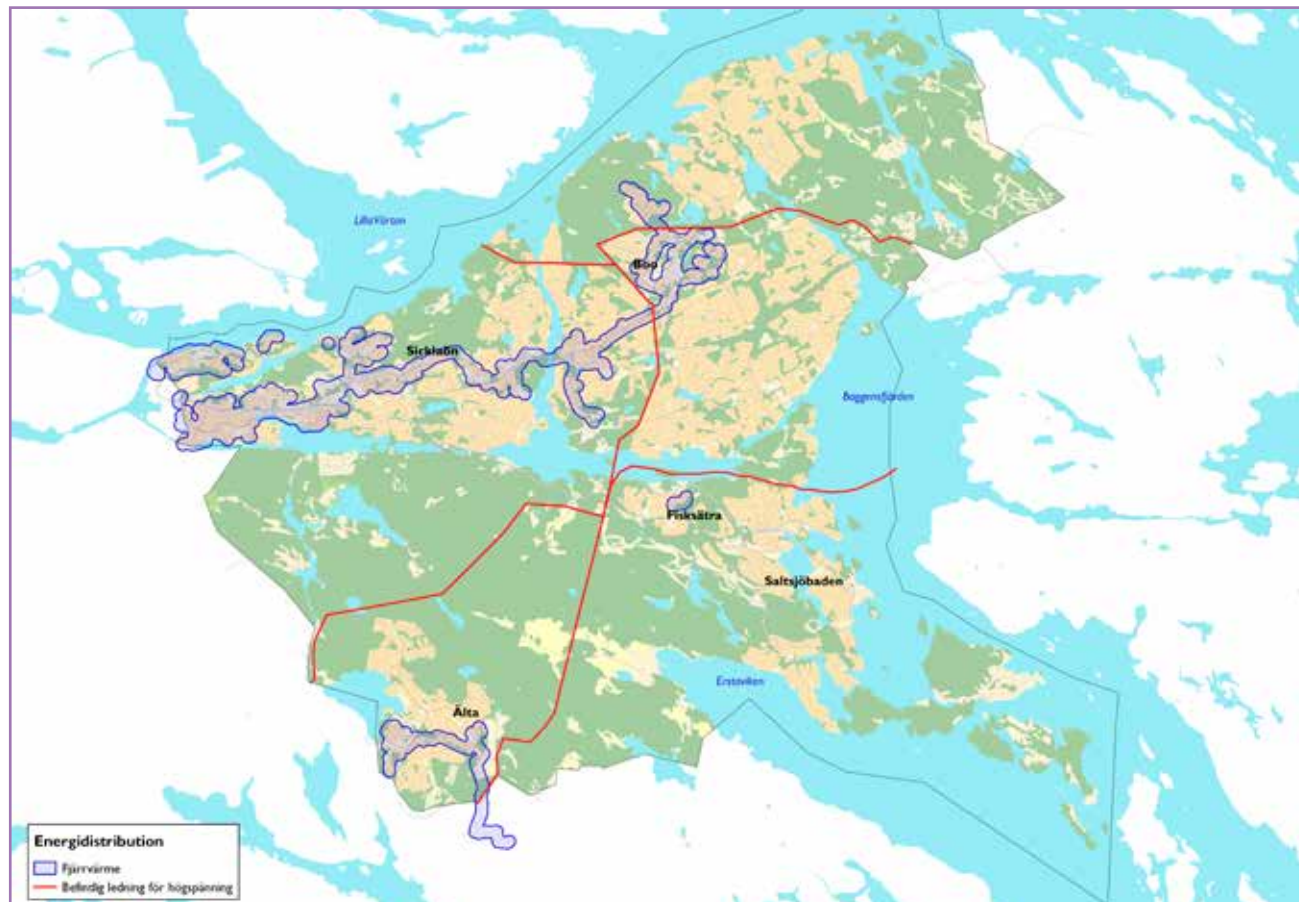 Lilla Värtan
Boo
Sicklaön
Baggensfjärden
Fisksätra
Saltsjöbaden
Erstaviken
Älta
Energidistribution
Fjärrvärme
Befintlig ledning för högspänning